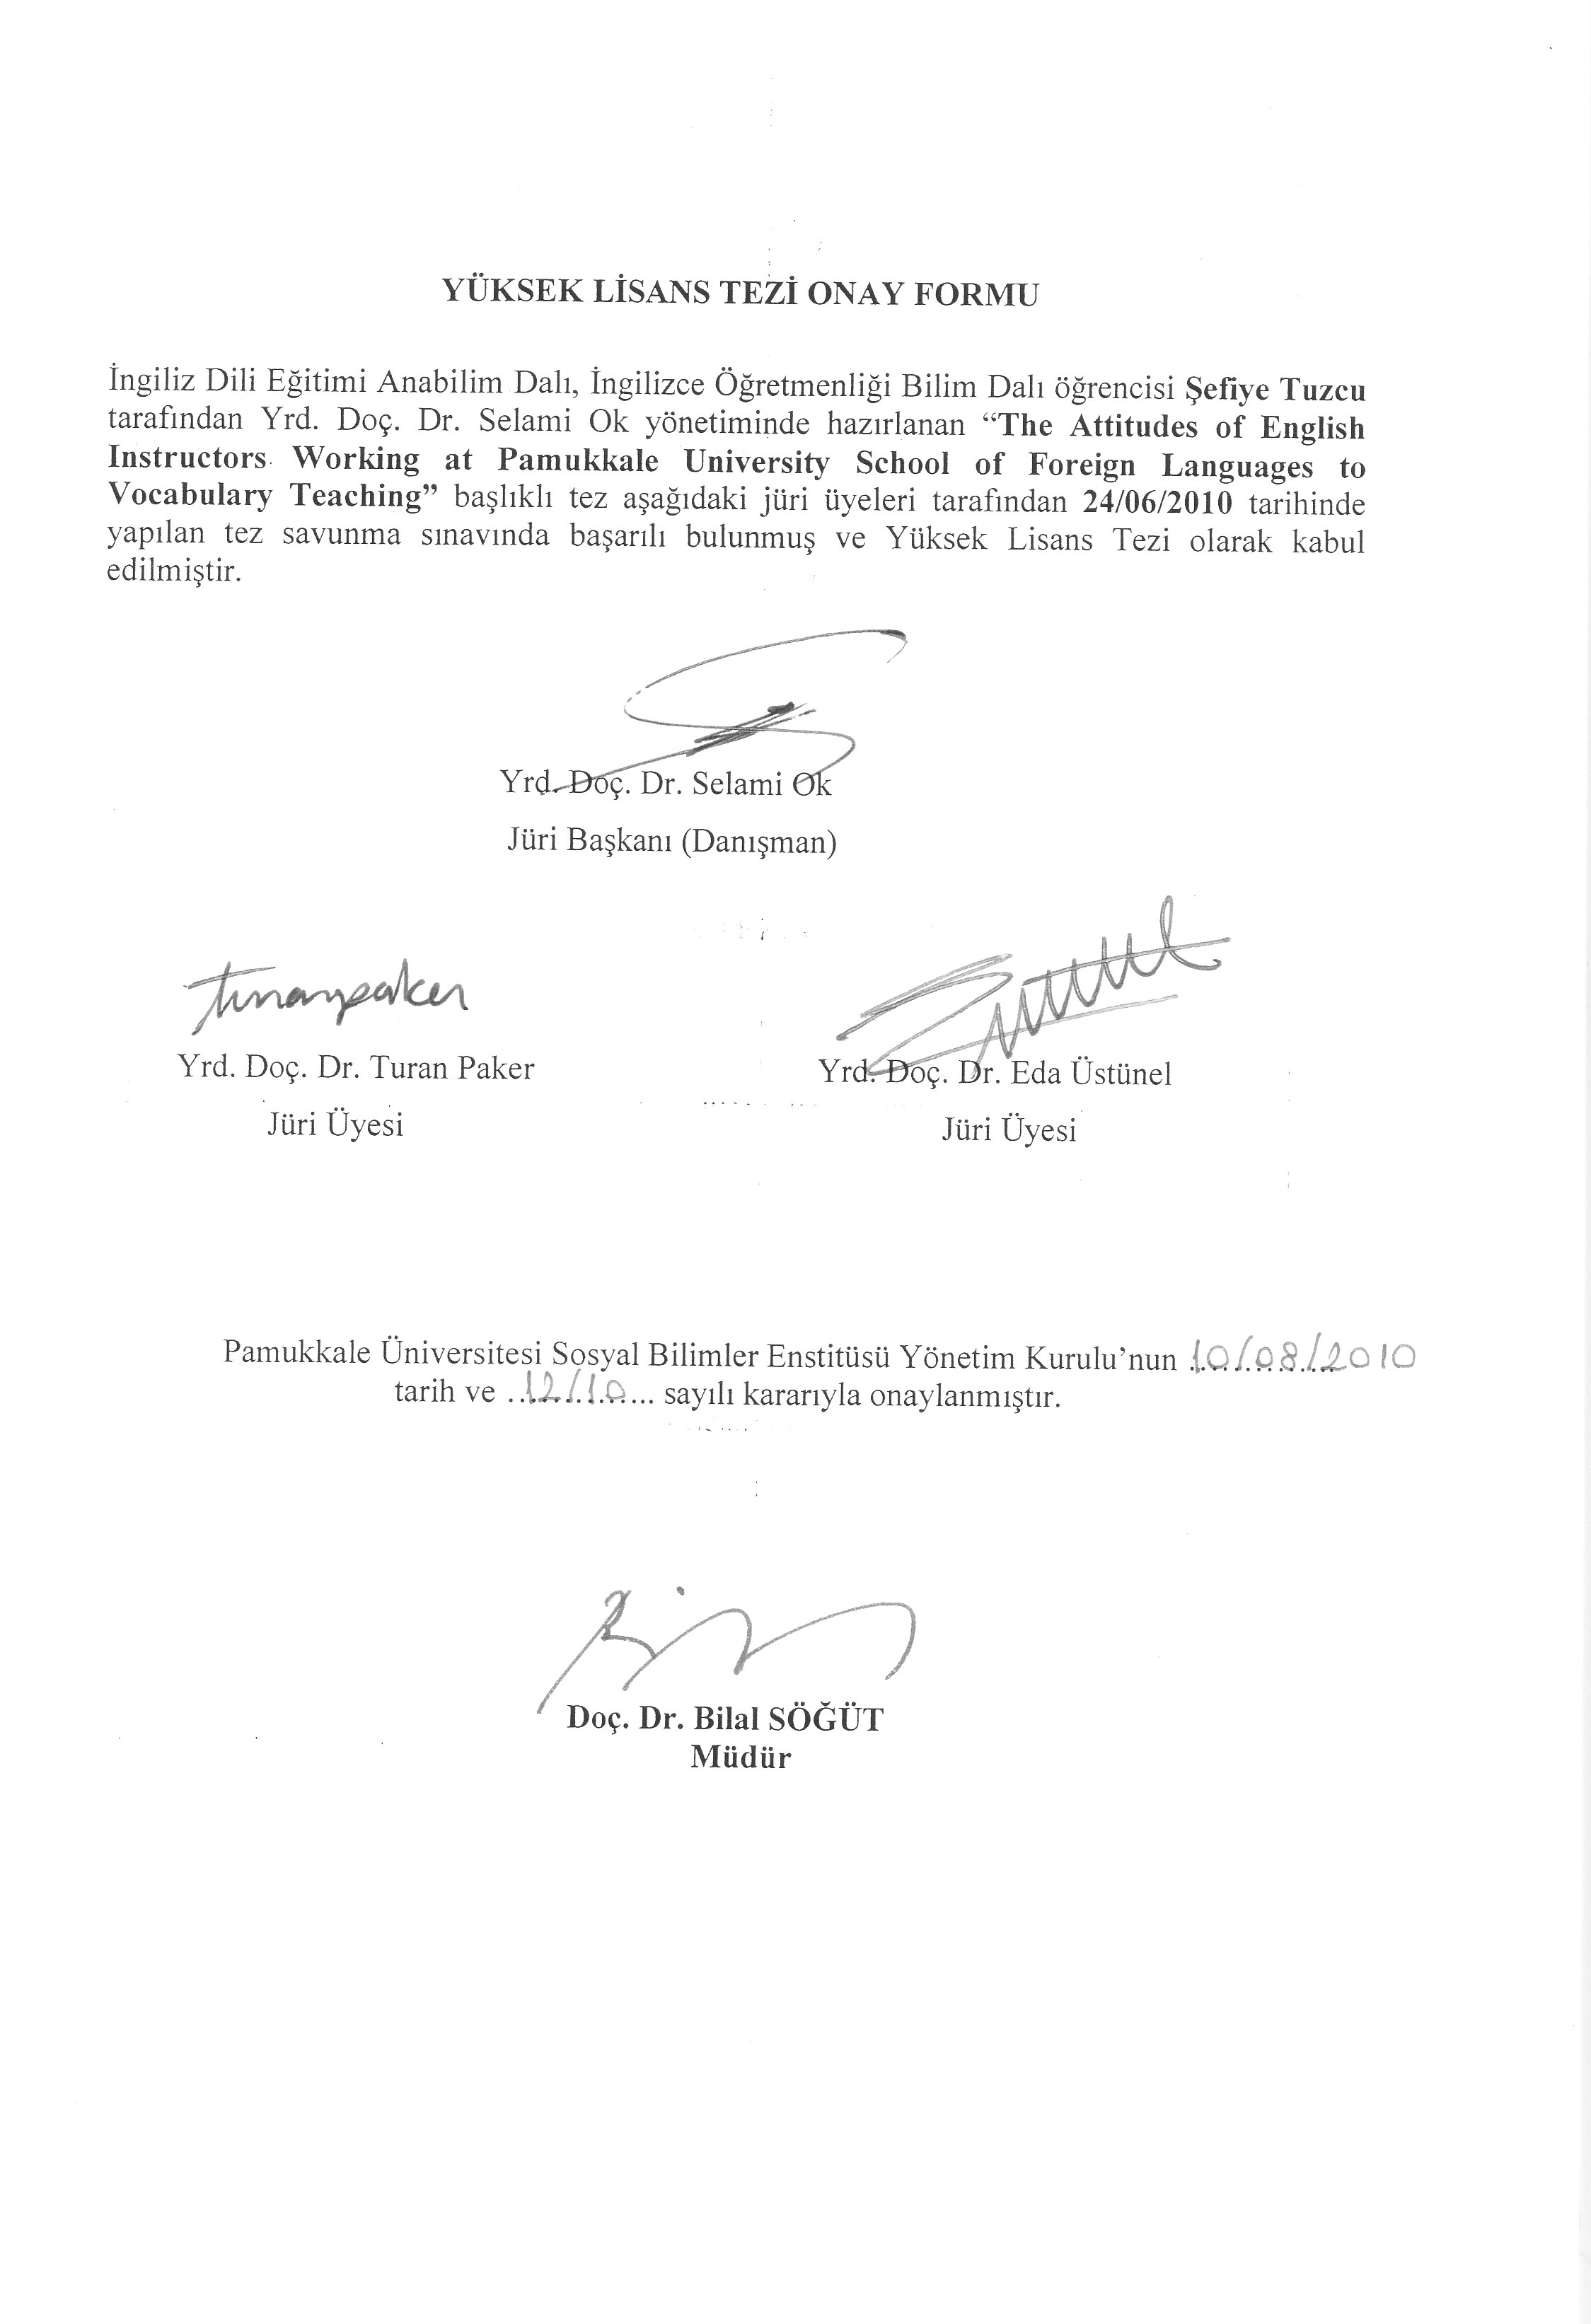 YÜKSEK LİSANS TEZİ ONAY FORMU
İngiliz Dili Eğitimi Anabilim Dalı, İngilizce Öğretmenliği Bilim Dalı öğrencisi Şefiye Tuzcu
tarafından Yrd. Doç. Dr. Selami Ok yönetiminde hazırlanan “The Attitudes of English
Instructors Working at Pamukkale University School of Foreign Languages to
Vocabulary Teaching” başlıklı tez aşağıdaki jüri üyeleri tarafından 24/06/2010 tarihinde
yapılan tez savunma sınavında başarılı bulunmuş ve Yüksek Lisans Tezi olarak kabul
edilmiştir.
Yrd. Doç. Dr. Selami Ok
Jüri Başkanı (Danışman)
turanpaker
Yrd. Doç. Dr. Turan Paker
Jüri Üyesi
Yrd. Doç. Dr. Eda Üstünel
Jüri Üyesi
Pamukkale Üniversitesi Sosyal Bilimler Enstitüsü Yönetim Kurulu’nun 10/08/2010
tarih ve ..12/10... sayılı kararıyla onaylanmıştır.
Doç. Dr. Bilal SÖĞÜT
Müdür